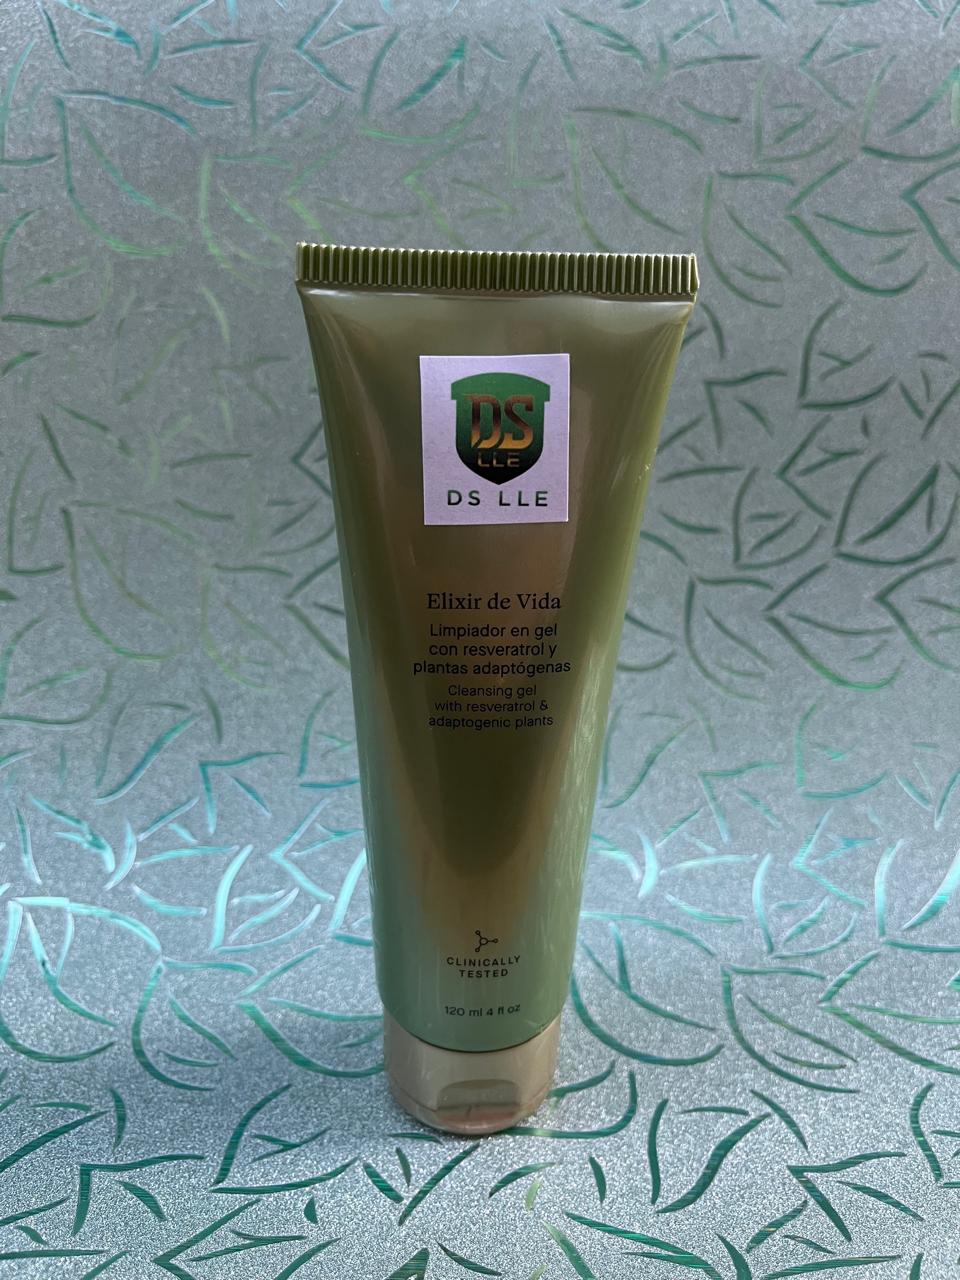 DS
LLE
DS LLE
Elixir de Vida
Limpiador en gel
con resveratrol y
plantas adaptógenas
Cleansing gel
with resveratrol &
adaptogenic plants
CLINICALLY
TESTED
120 ml 4 fl oz